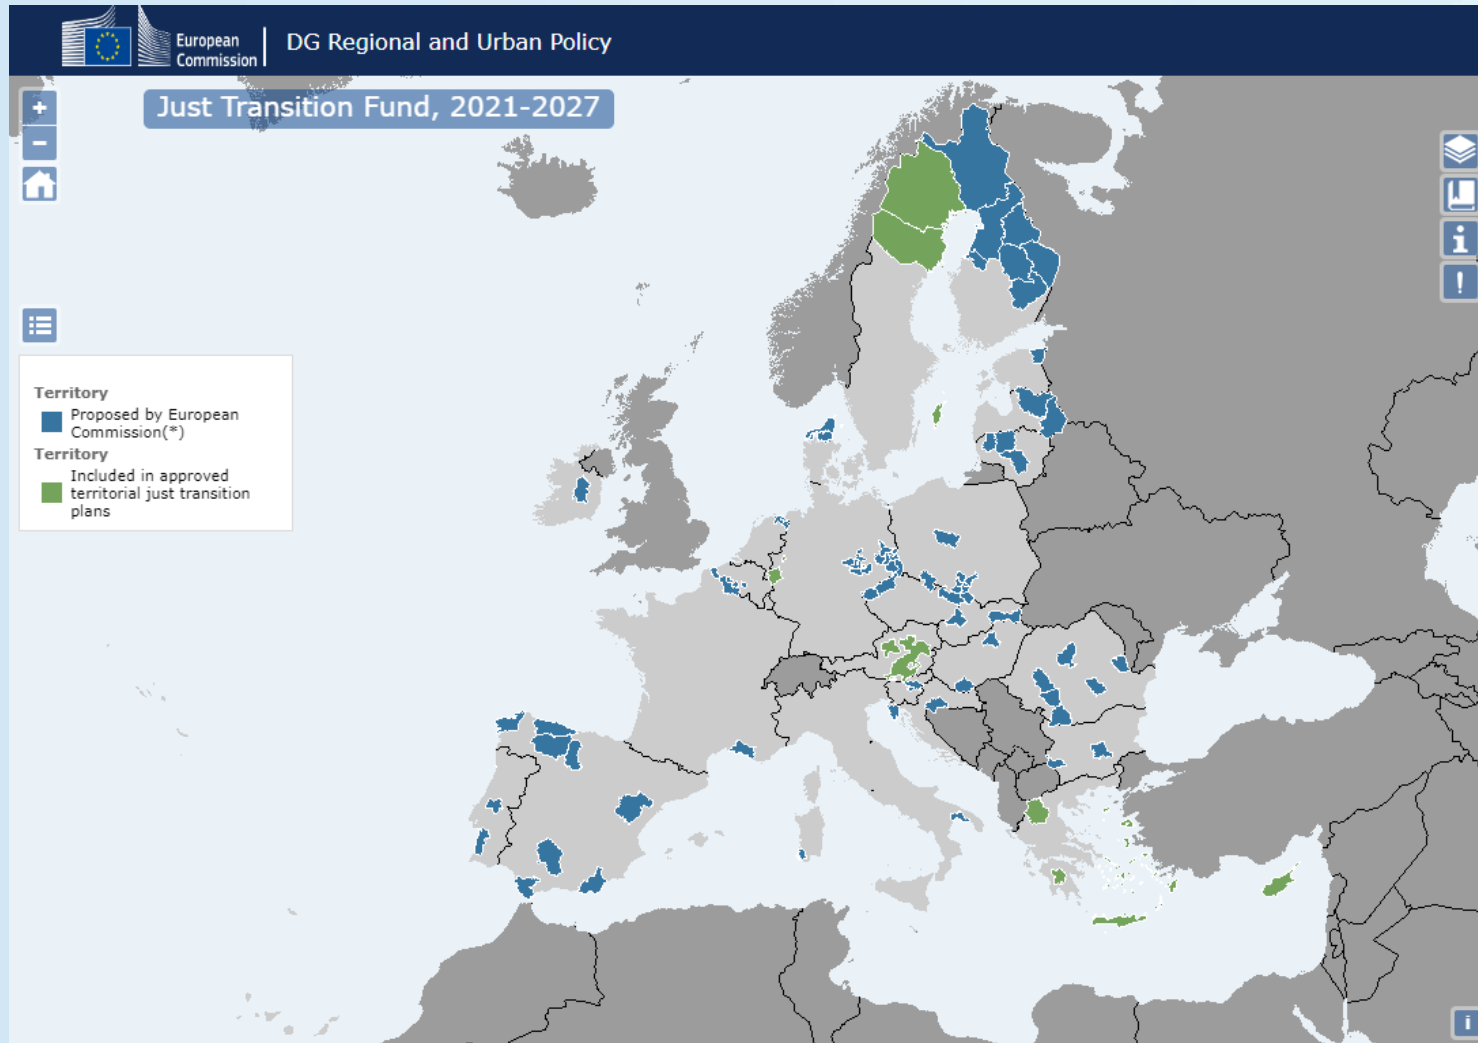 European
Commission
DG Regional and Urban Policy
+
Just Transition Fund, 2021-2027
−
i
!
Territory
Proposed by European
Commission(*)
Territory
Included in approved
territorial just transition
plans
i